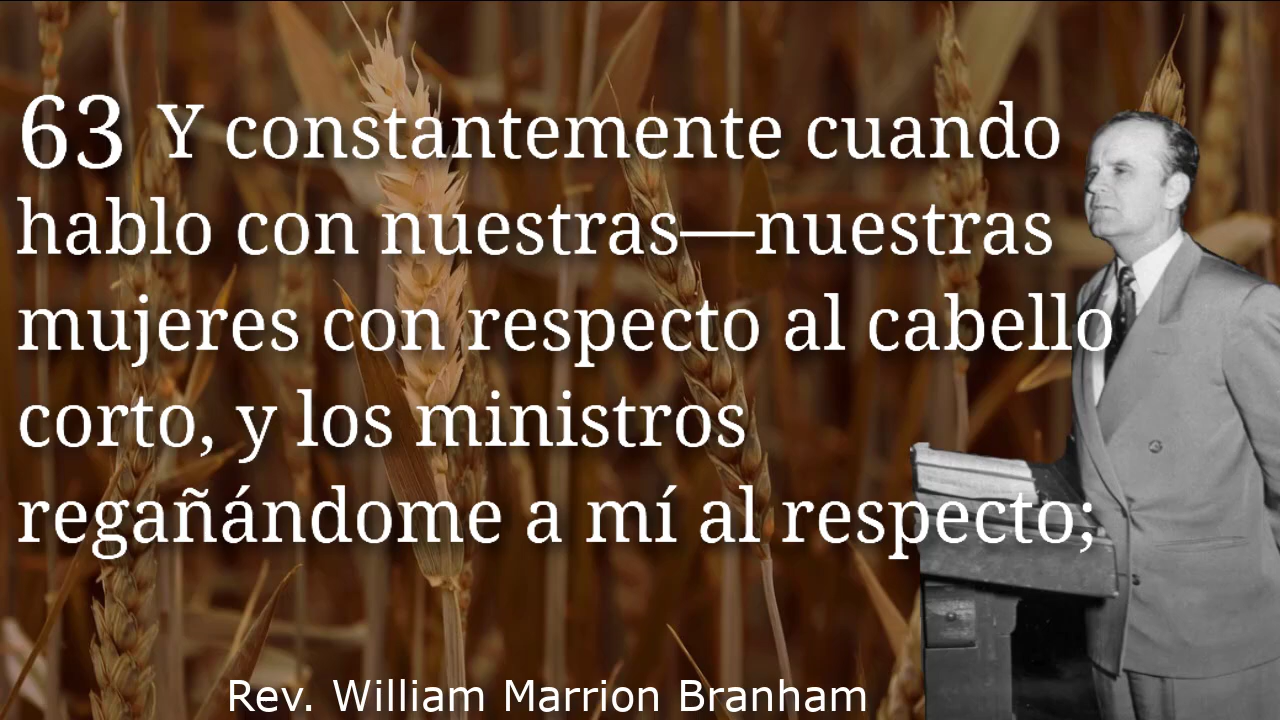 63 Y constantemente cuando
hablo con nuestras—nuestras
mujeres con respecto al cabello
corto, y los ministros
regañándome a mí al respecto;
Rev. William Marrion Branham